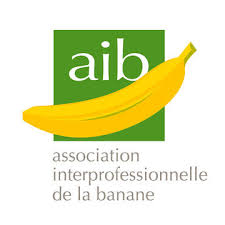 aib
association
interprofessionnelle
de la banane